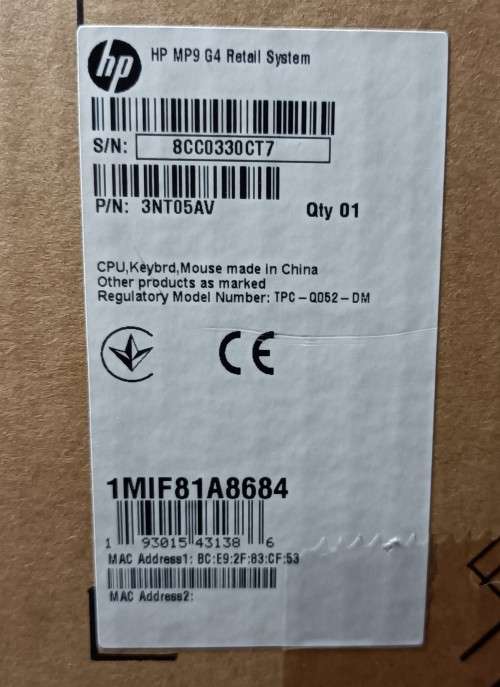 hp
HP MP9 G4 Retail System
S/N: 8CC0330CT7
P/N: 3NT05AV Qty 01
CPU,Keybrd,Mouse made in China
Other products as marked
Regulatory Model Number: TPC-Q052-DM
CE
1MIF81A8684
1 93015 43138 6
MAC Address1: BC:E9:2F:83:CF:53
MAC Address2: